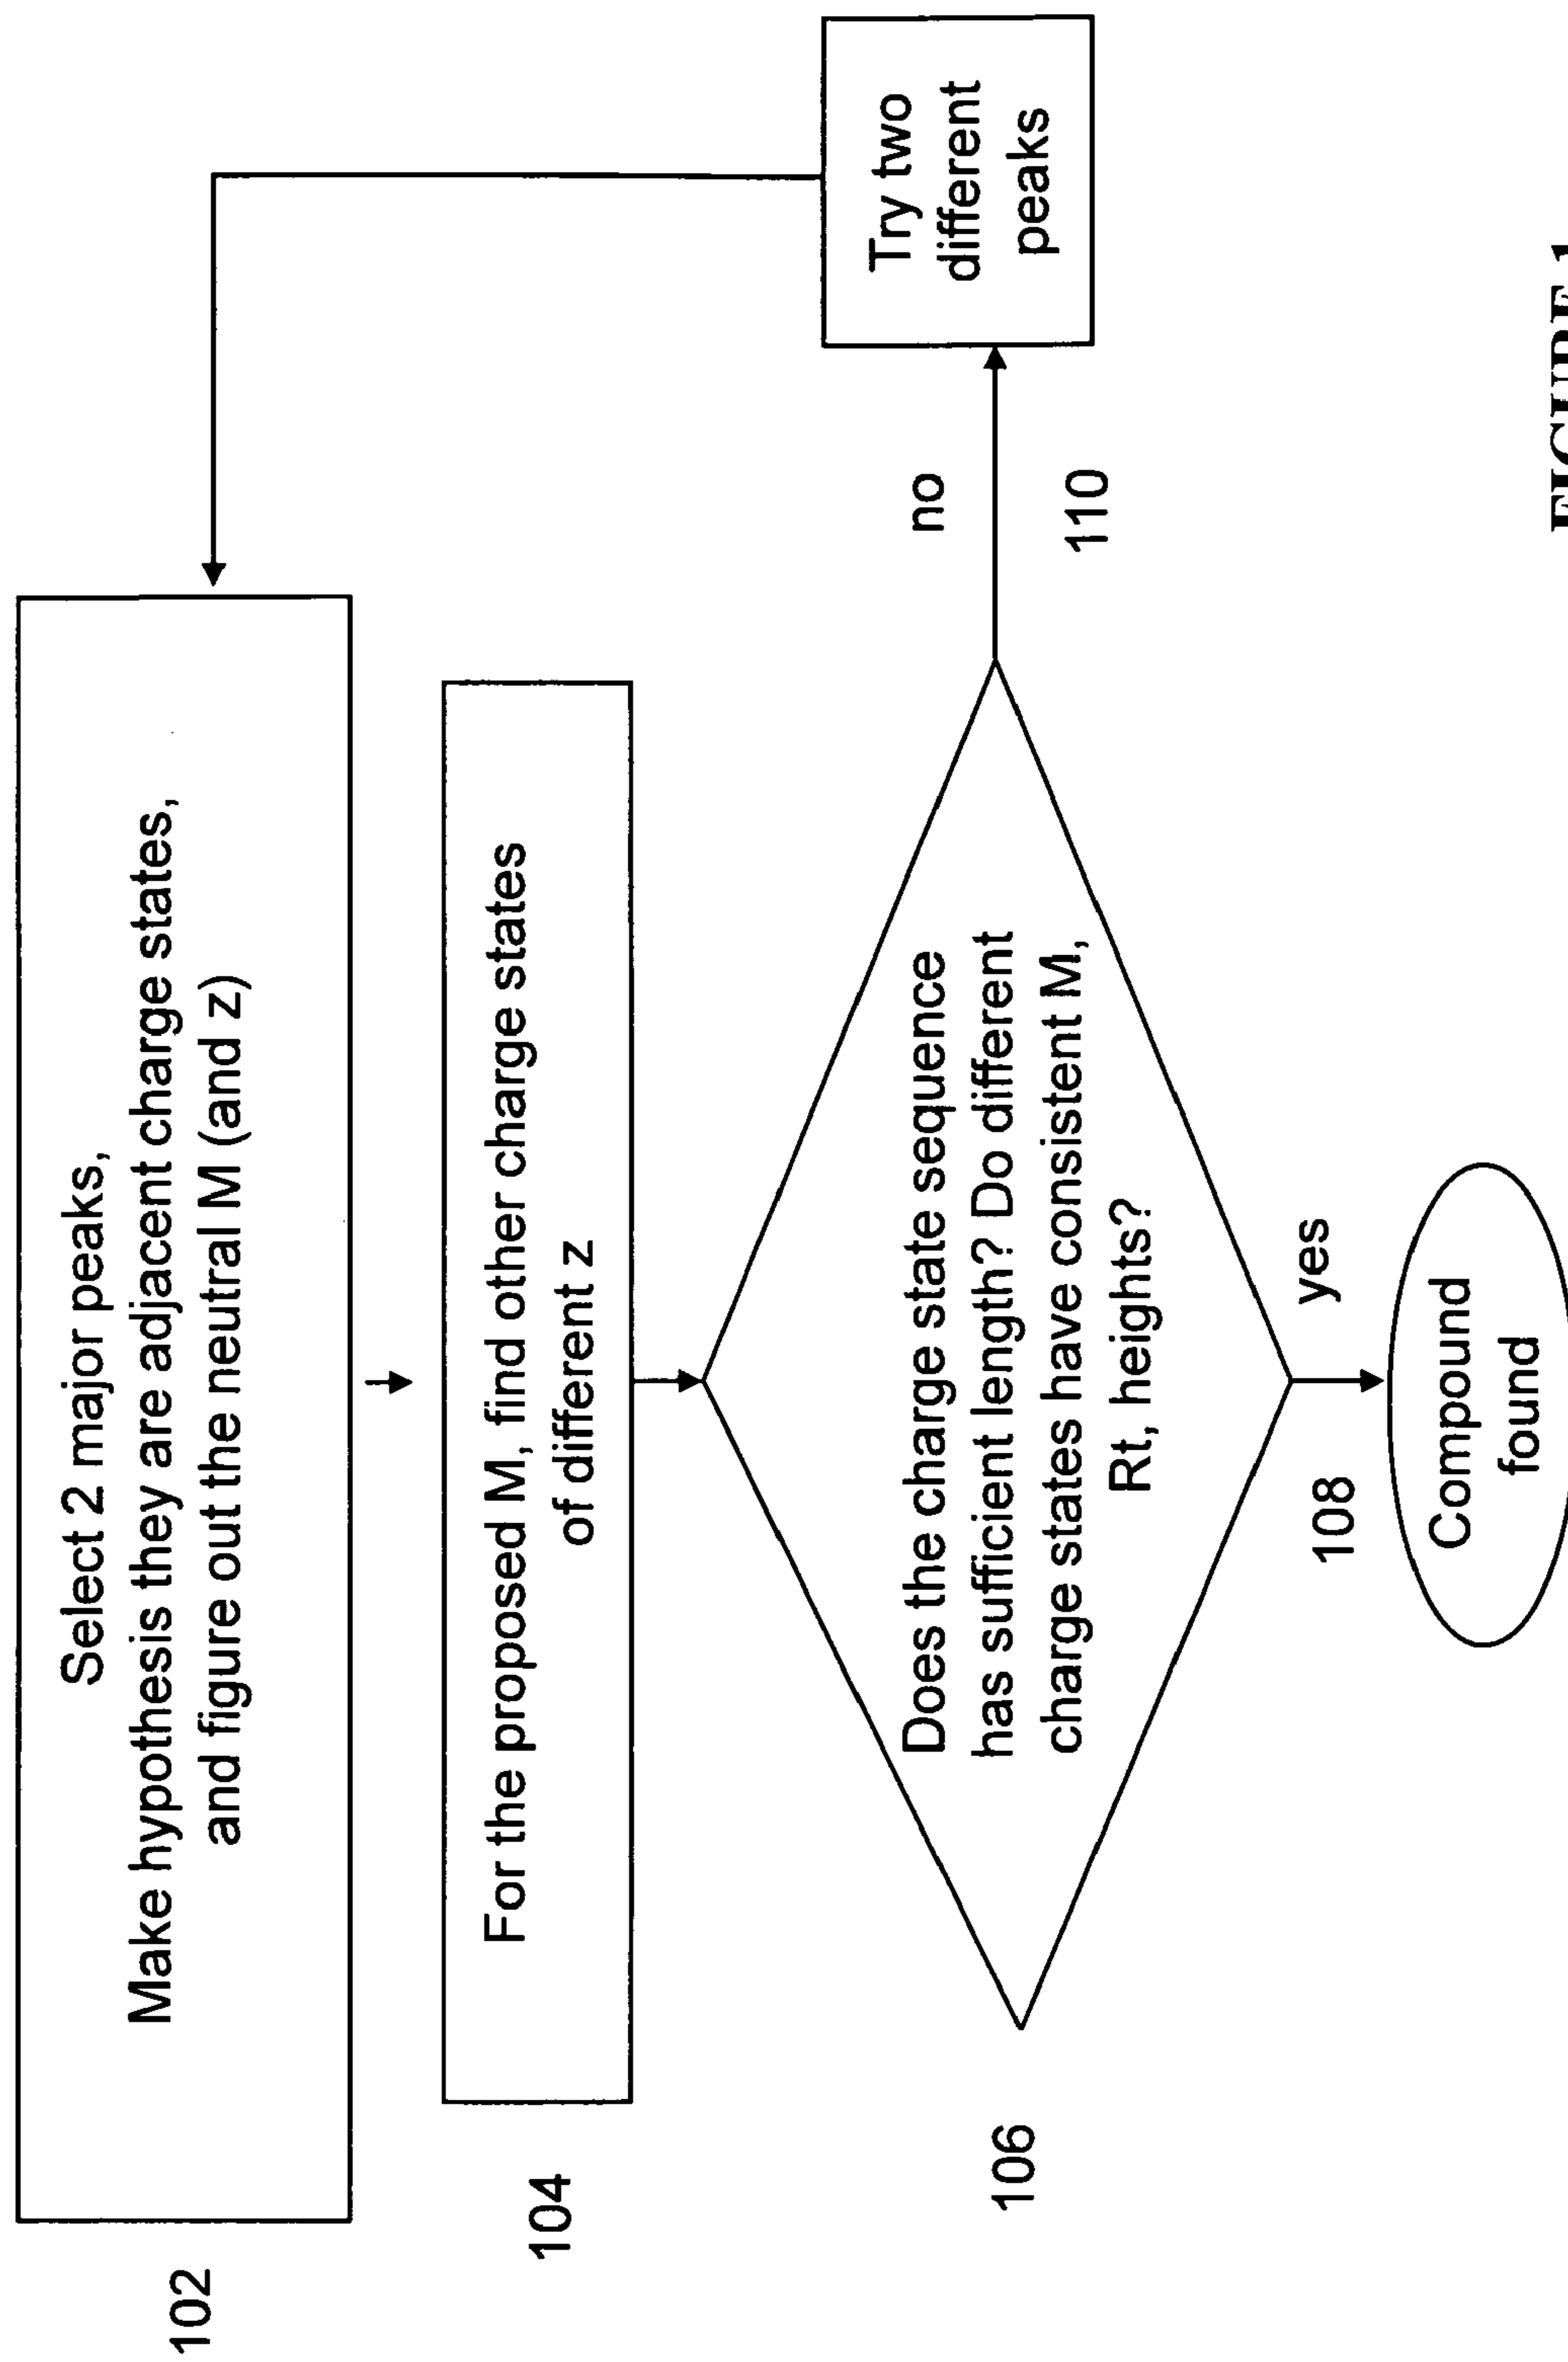 102
Select 2 major peaks,
Make hypothesis they are adjacent charge states,
and figure out the neutral M (and z)
104
For the proposed M, find other charge states
of different z
106
Does the charge state sequence
has sufficient length? Do different
charge states have consistent M,
Rt, heights?
no
110
Try two
different
peaks
108
yes
Compound
found
FIGURE 1